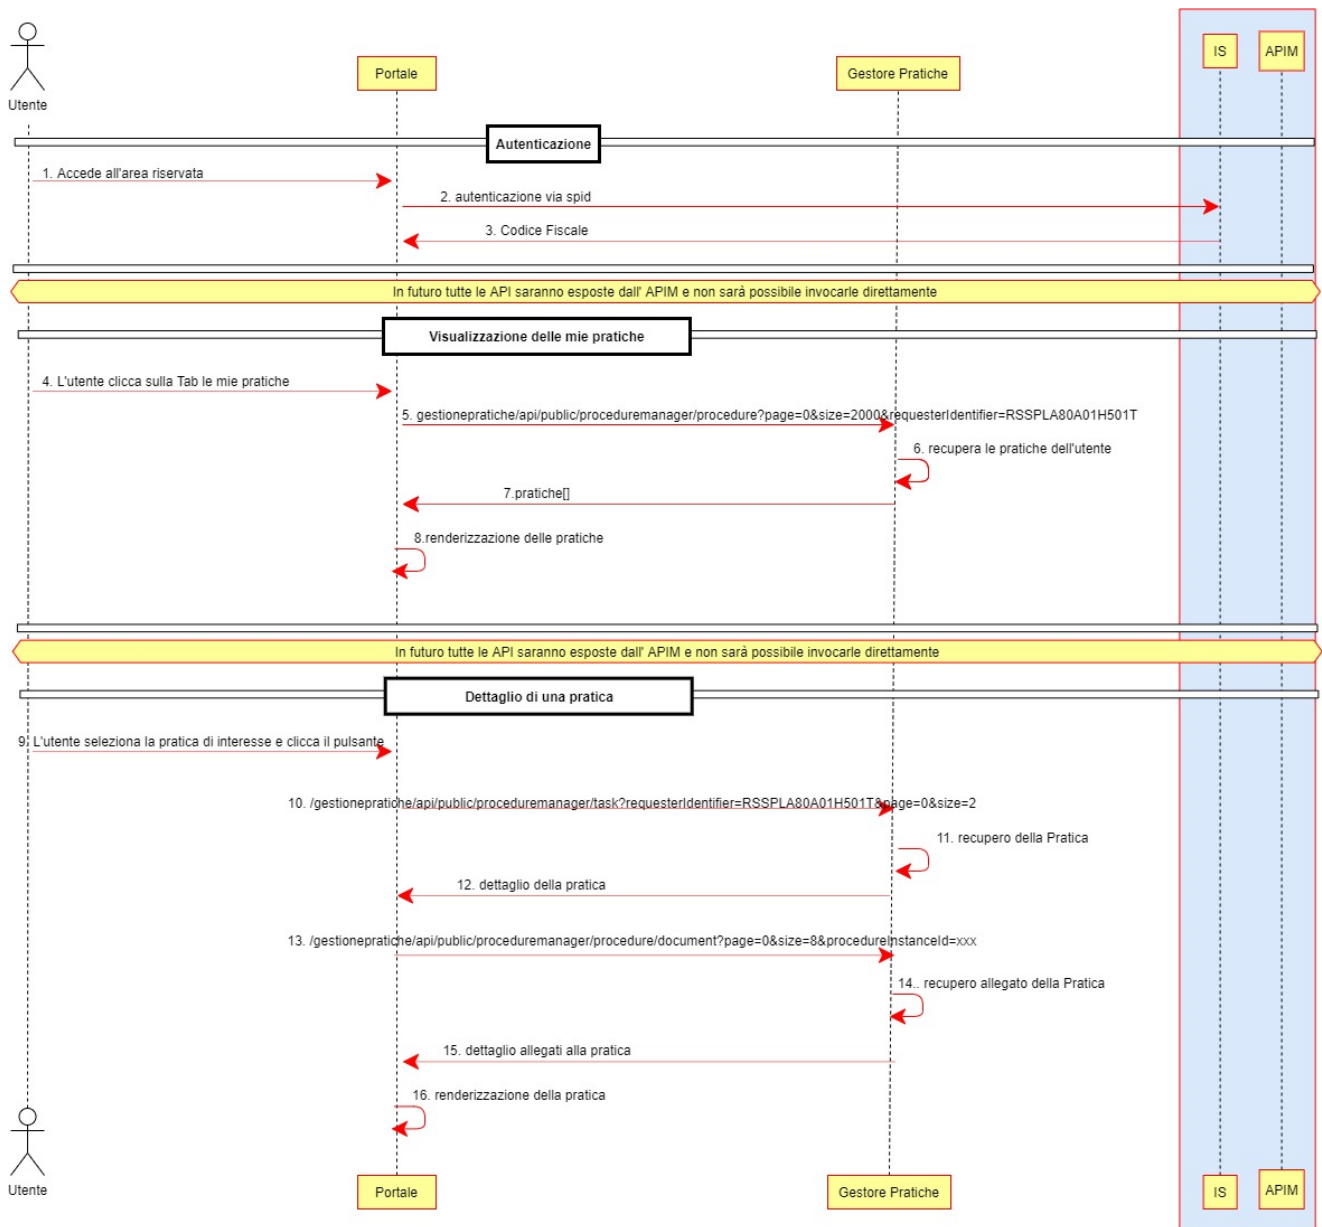 Utente
Portale
Gestore Pratiche
IS
APIM
Autenticazione
1. Accede all'area riservata
2. autenticazione via spid
3. Codice Fiscale
In futuro tutte le API saranno esposte dall' APIM e non sarà possibile invocarle direttamente
Visualizzazione delle mie pratiche
4. L'utente clicca sulla Tab le mie pratiche
5. gestionepratiche/api/public/proceduremanager/procedure?page=0&size=2000&requesterIdentifier=RSSPLA80A01H501T
6. recupera le pratiche dell'utente
7.pratiche[]
8.renderizzazione delle pratiche
In futuro tutte le API saranno esposte dall' APIM e non sarà possibile invocarle direttamente
Dettaglio di una pratica
9. L'utente seleziona la pratica di interesse e clicca il pulsante
10. /gestionepratiche/api/public/proceduremanager/task?requesterIdentifier=RSSPLA80A01H501T&page=0&size=2
11. recupero della Pratica
12. dettaglio della pratica
13. /gestionepratiche/api/public/proceduremanager/procedure/document?page=0&size=8&procedureInstanceId=xxx
14.. recupero allegato della Pratica
15. dettaglio allegati alla pratica
16. renderizzazione della pratica
Utente
Portale
Gestore Pratiche
IS
APIM